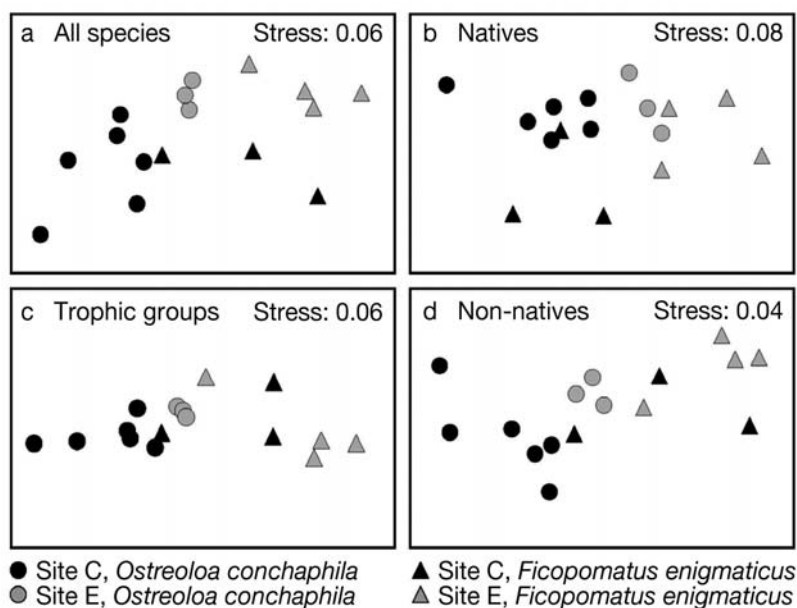 a All species Stress: 0.06
b Natives Stress: 0.08
c Trophic groups Stress: 0.06
d Non-natives Stress: 0.04
Site C, Ostreoloa conchaphila
Site E, Ostreoloa conchaphila
Site C, Ficopomatus enigmaticus
Site E, Ficopomatus enigmaticus